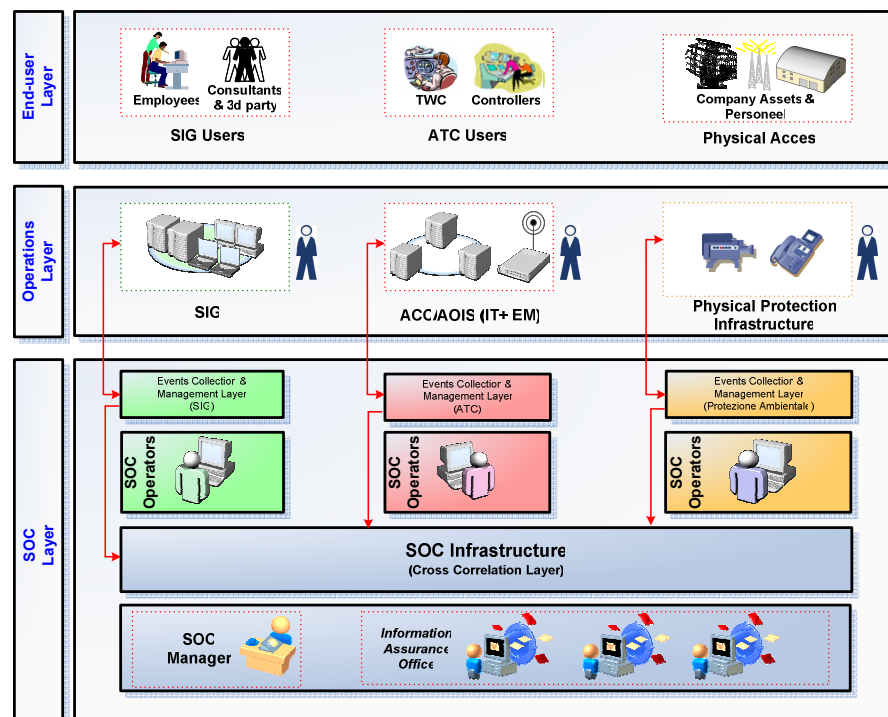 End-user
Layer
Employees
Consultants
& 3d party
SIG Users
TWC
Controllers
ATC Users
Company Assets &
Personeel
Physical Acces
Operations
Layer
SIG
ACC/AOIS (IT+ EM)
Physical Protection
Infrastructure
SOC
Layer
Events Collection &
Management Layer
(SIG)
Events Collection &
Management Layer
(ATC)
Events Collection &
Management Layer
(Protezione Ambientale)
SOC
Operators
SOC
Operators
SOC
Operators
SOC Infrastructure
(Cross Correlation Layer)
SOC
Manager
Information
Assurance
Office